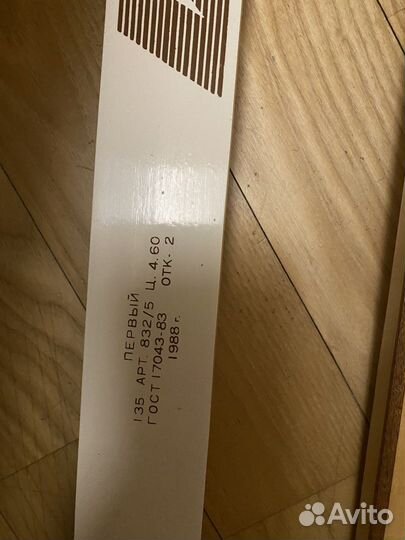 ПЕРВЫЙ
135 АРТ. 832/5 Ц. 4.60
ГОСТ 17043-83 ОТК-2
1988 г.
Avito